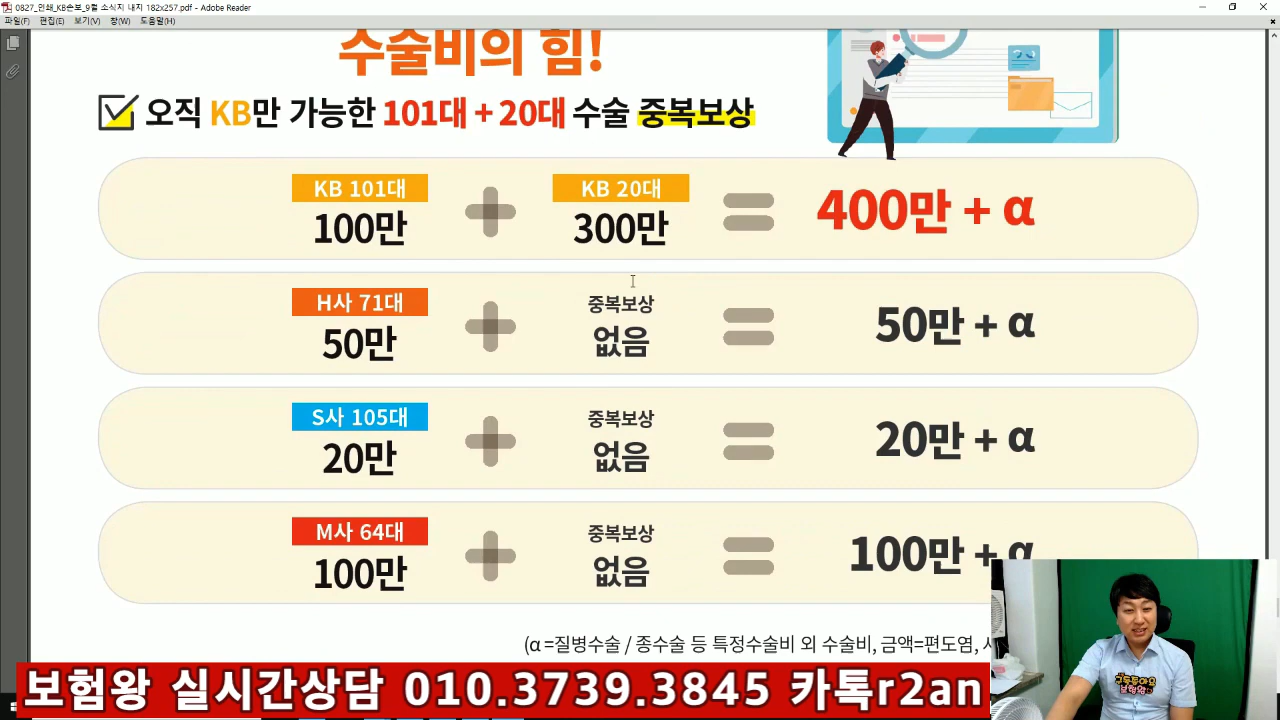 0827_인쇄_KB손보_9월 소식지 내지 182x257.pdf - Adobe Reader
파일(F) 편집(E) 보기(V) 창(W) 도움말(H)
수술비의 힘!
오직 KB만 가능한 101대 + 20대 수술 중복보상
KB 101대 KB 20대
100만 300만 400만 + α
H사 71대 중복보상
50만 없음 50만 + α
S사 105대 중복보상
20만 없음 20만 + α
M사 64대 중복보상
100만 없음 100만 + α
(α =질병수술 / 종수술 등 특정수술비 외 수술비, 금액=편도염,
보험왕 실시간상담 010.3739.3845 카톡r2an
구독좋아요
보험왕